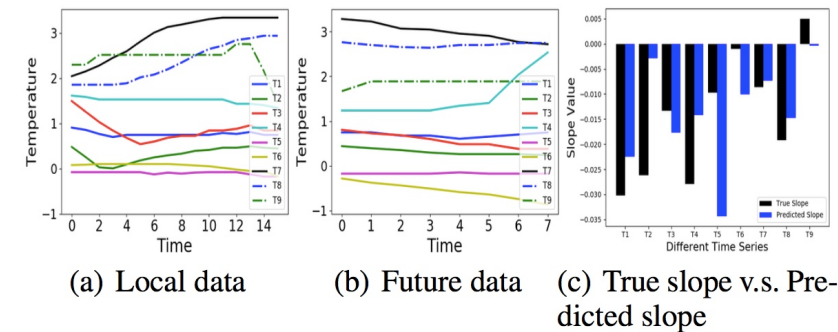 Temperature
3
2
1
0
−1
0 2 4 6 8 10 12 14
Time
T1
T2
T3
T4
T5
T6
T7
T8
T9
(a) Local data
Temperature
3
2
1
0
−1
0 1 2 3 4 5 6 7
Time
T1
T2
T3
T4
T5
T6
T7
T8
T9
(b) Future data
Slope Value
0.005
0.000
−0.005
−0.010
−0.015
−0.020
−0.025
−0.030
−0.035
True Slope
Predicted Slope
T1 T2 T3 T4 T5 T6 T7 T8 T9
Different Time Series
(c) True slope v.s. Pre-
dicted slope